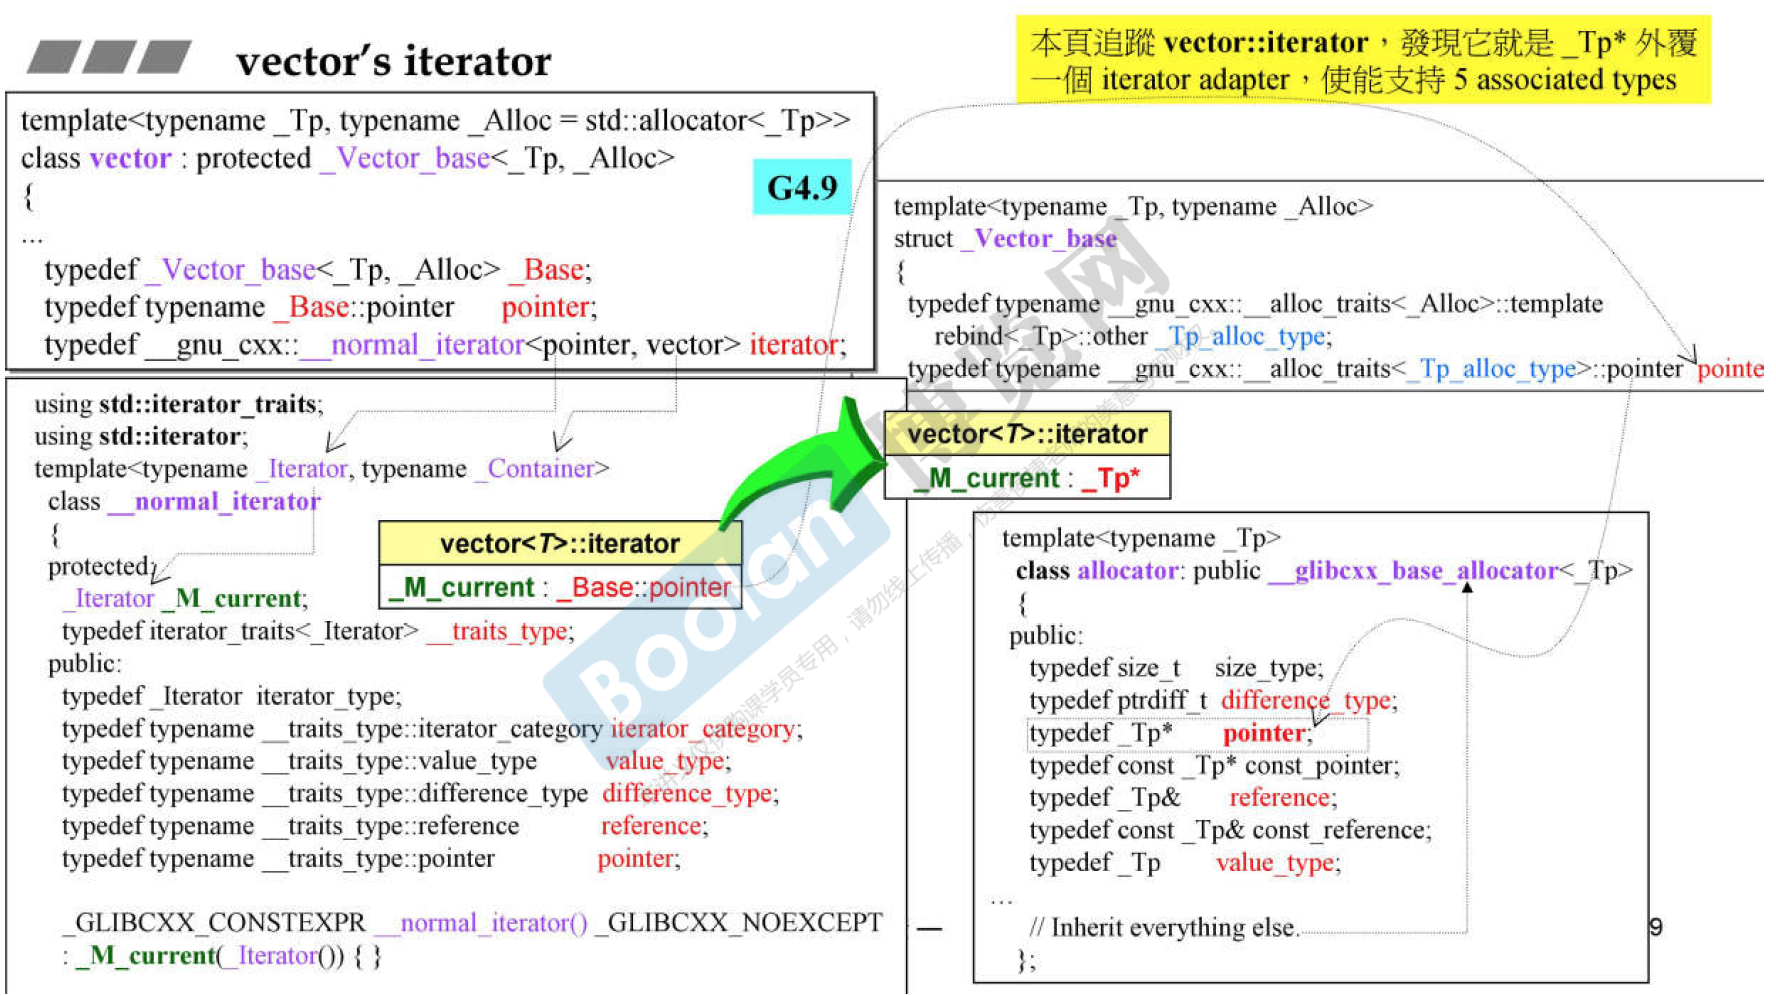 vector’s iterator
本頁追蹤 vector::iterator，發現它就是 _Tp* 外覆
一個 iterator adapter，使能支持 5 associated types
template<typename _Tp, typename _Alloc = std::allocator<_Tp>>
class vector : protected _Vector_base<_Tp, _Alloc>
{
G4.9
...
typedef _Vector_base<_Tp, _Alloc> _Base;
typedef typename _Base::pointer pointer;
typedef __gnu_cxx::__normal_iterator<pointer, vector> iterator;
template<typename _Tp, typename _Alloc>
struct _Vector_base
{
typedef typename __gnu_cxx::__alloc_traits<_Alloc>::template
rebind<_Tp>::other _Tp_alloc_type;
typedef typename __gnu_cxx::__alloc_traits<_Tp_alloc_type>::pointer pointe
using std::iterator_traits;
using std::iterator;
template<typename _Iterator, typename _Container>
class __normal_iterator
{
protected:
_Iterator _M_current;
typedef iterator_traits<_Iterator> __traits_type;
public:
typedef _Iterator iterator_type;
typedef typename __traits_type::iterator_category iterator_category;
typedef typename __traits_type::value_type value_type;
typedef typename __traits_type::difference_type difference_type;
typedef typename __traits_type::reference reference;
typedef typename __traits_type::pointer pointer;
_GLIBCXX_CONSTEXPR __normal_iterator() _GLIBCXX_NOEXCEPT
: _M_current(_Iterator()) { }
vector<T>::iterator
_M_current : _Base::pointer
vector<T>::iterator
_M_current : _Tp*
template<typename _Tp>
class allocator: public __glibcxx_base_allocator<_Tp>
{
public:
typedef size_t size_type;
typedef ptrdiff_t difference_type;
typedef _Tp* pointer;
typedef const _Tp* const_pointer;
typedef _Tp& reference;
typedef const _Tp& const_reference;
typedef _Tp value_type;
...
// Inherit everything else.
};
9
Boolan
博览网